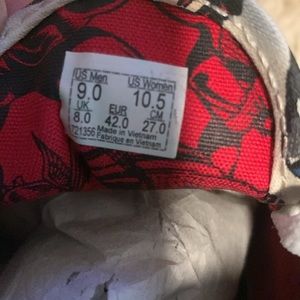 US Men US Women
9.0 10.5
UK EUR CM
8.0 42.0 27.0
721356 Made in Vietnam
Fabriqué en Vietnam